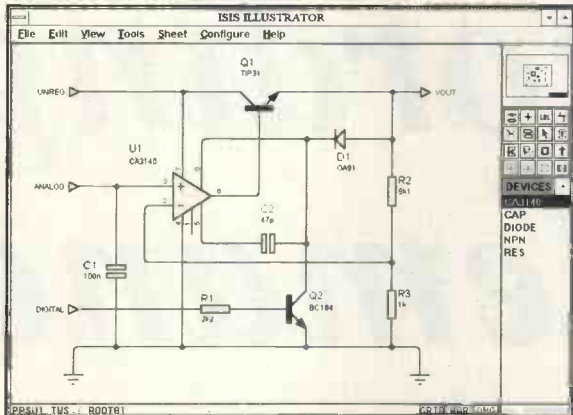 ISIS ILLUSTRATOR
File Edit View Tools Sheet Configure Help
Q1
TIP31
UNREG
VOUT
U1
CA3140
D1
OA91
ANALOG
R2
C2
47p
C1
100n
DIGITAL
R1
2k2
Q2
BC184
R3
1k
LBL
DEVICES
CA3140
CAP
DIODE
NPN
RES